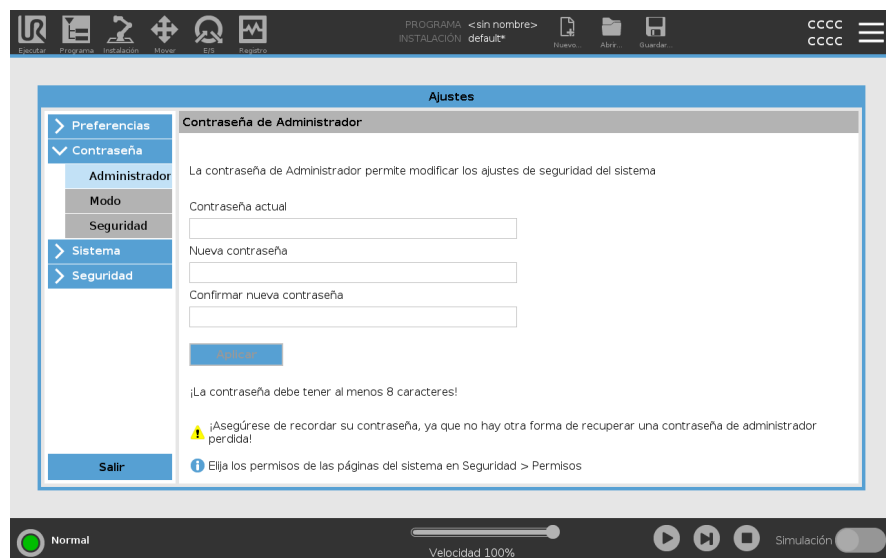 PROGRAMA <sin nombre>
INSTALACIÓN default*
CCCC
CCCC
Ejecutar Programa Instalación Mover E/S Registro Nuevo... Abrir... Guardar...
Ajustes
Preferencias
Contraseña
Administrador
Modo
Seguridad
Sistema
Seguridad
Salir
Contraseña de Administrador
La contraseña de Administrador permite modificar los ajustes de seguridad del sistema
Contraseña actual
Nueva contraseña
Confirmar nueva contraseña
Aplicar
¡La contraseña debe tener al menos 8 caracteres!
¡Asegúrese de recordar su contraseña, ya que no hay otra forma de recuperar una contraseña de administrador
perdida!
Elija los permisos de las páginas del sistema en Seguridad > Permisos
Normal
Velocidad 100%
Simulación